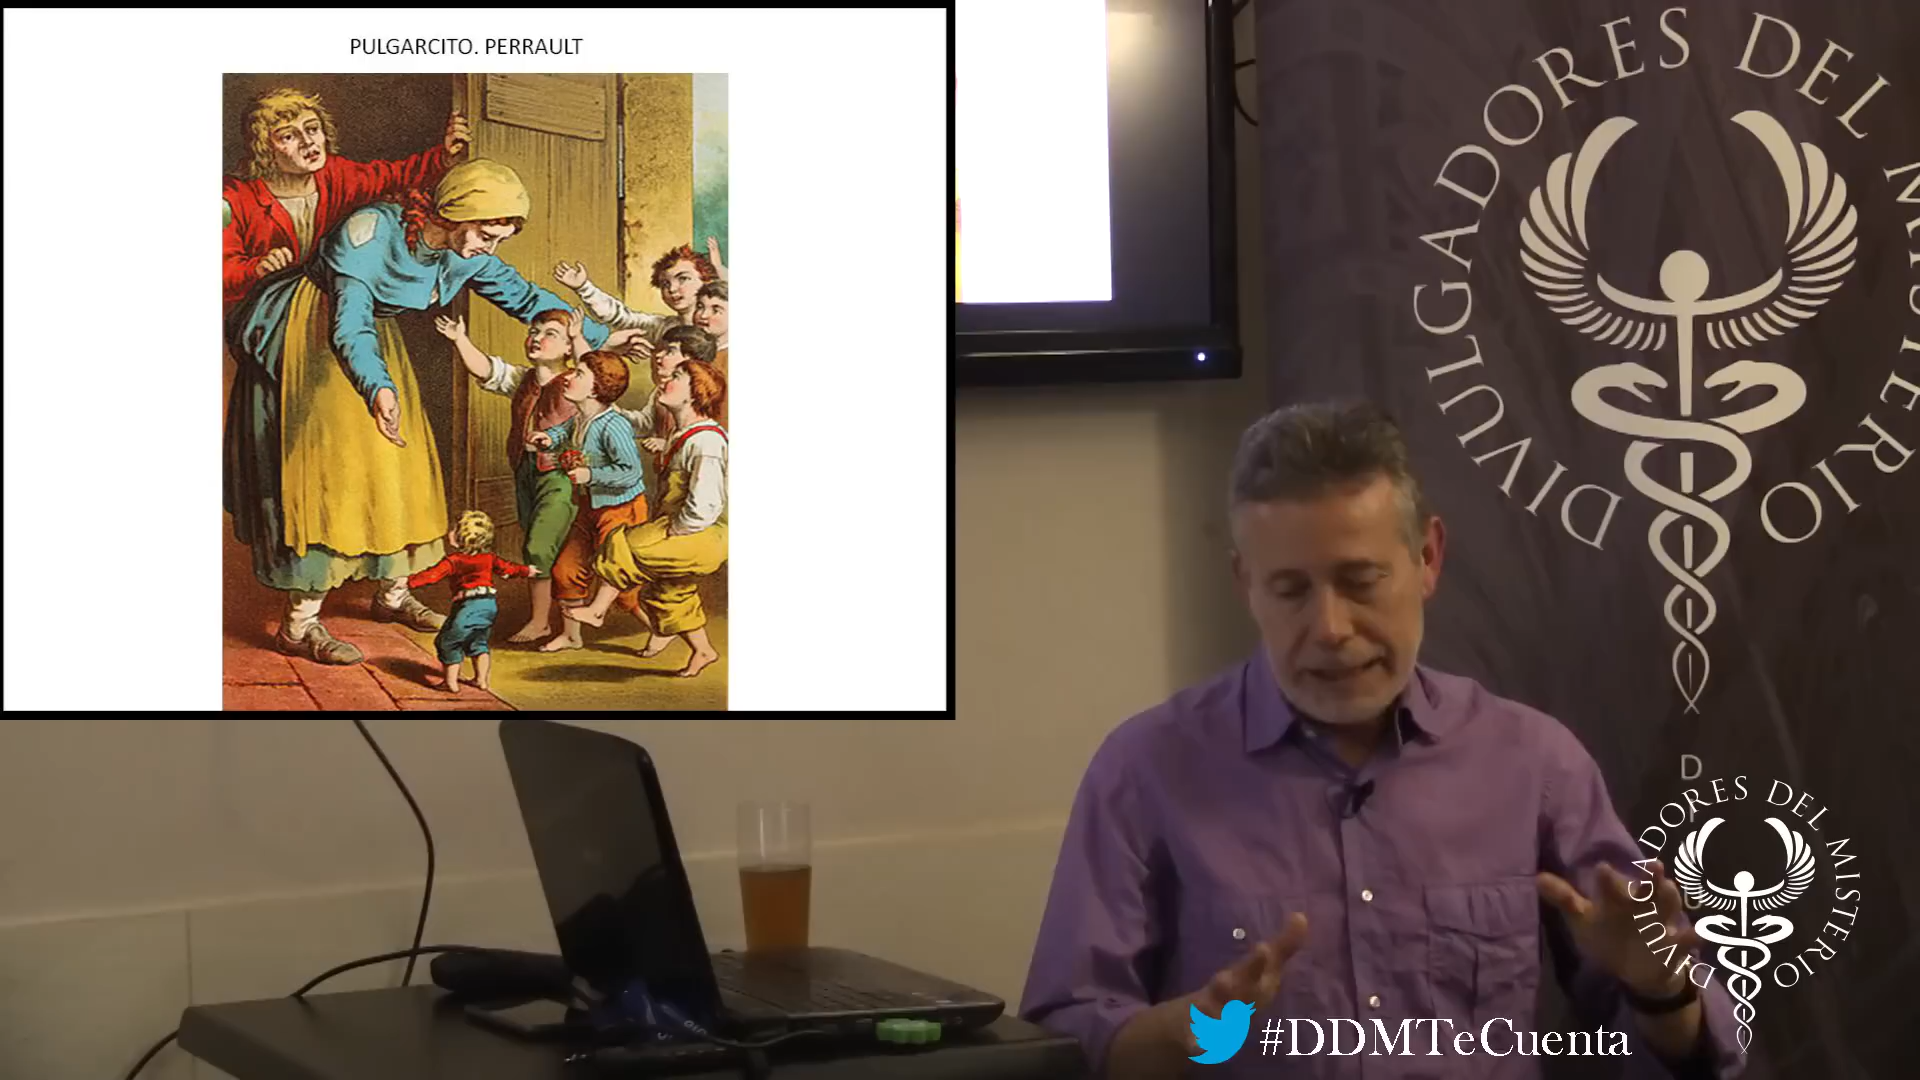 PULGARCITO. PERRAULT
DIVULGADORES DEL MISTERIO
D
DIVULGADORES DEL MISTERIO
#DDMTeCuenta